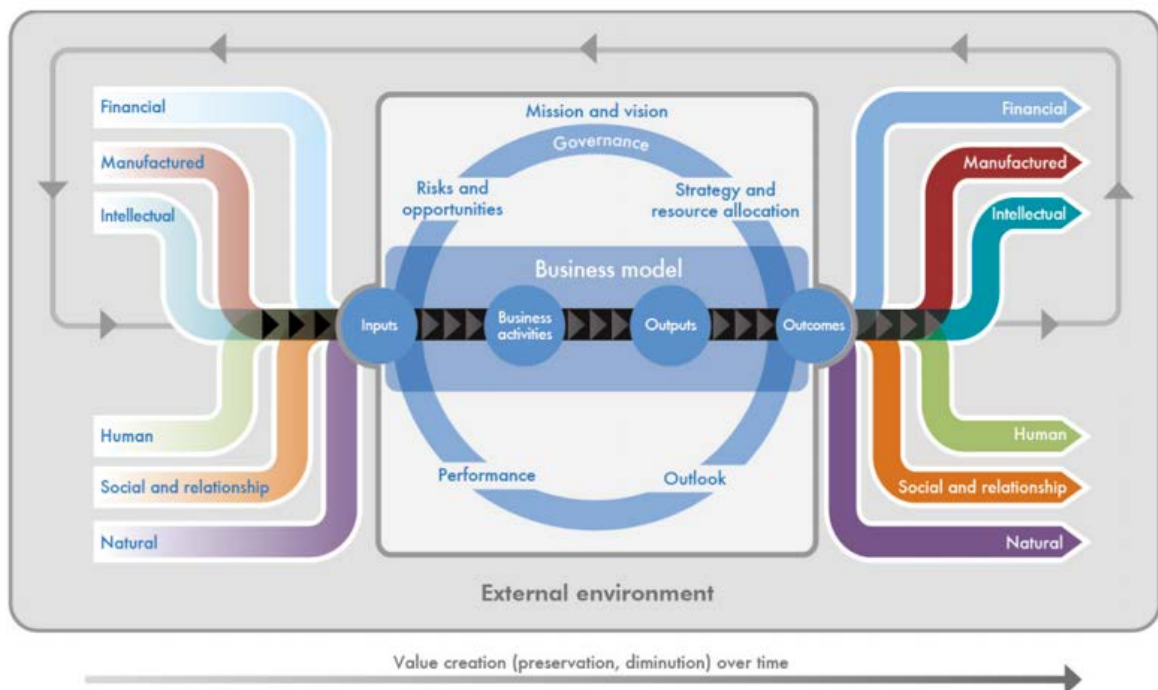 Financial
Manufactured
Intellectual
Human
Social and relationship
Natural
Mission and vision
Governance
Risks and
opportunities
Strategy and
resource allocation
Business model
Inputs
Business
activities
Outputs
Outcomes
Performance
Outlook
Financial
Manufactured
Intellectual
Human
Social and relationship
Natural
External environment
Value creation (preservation, diminution) over time